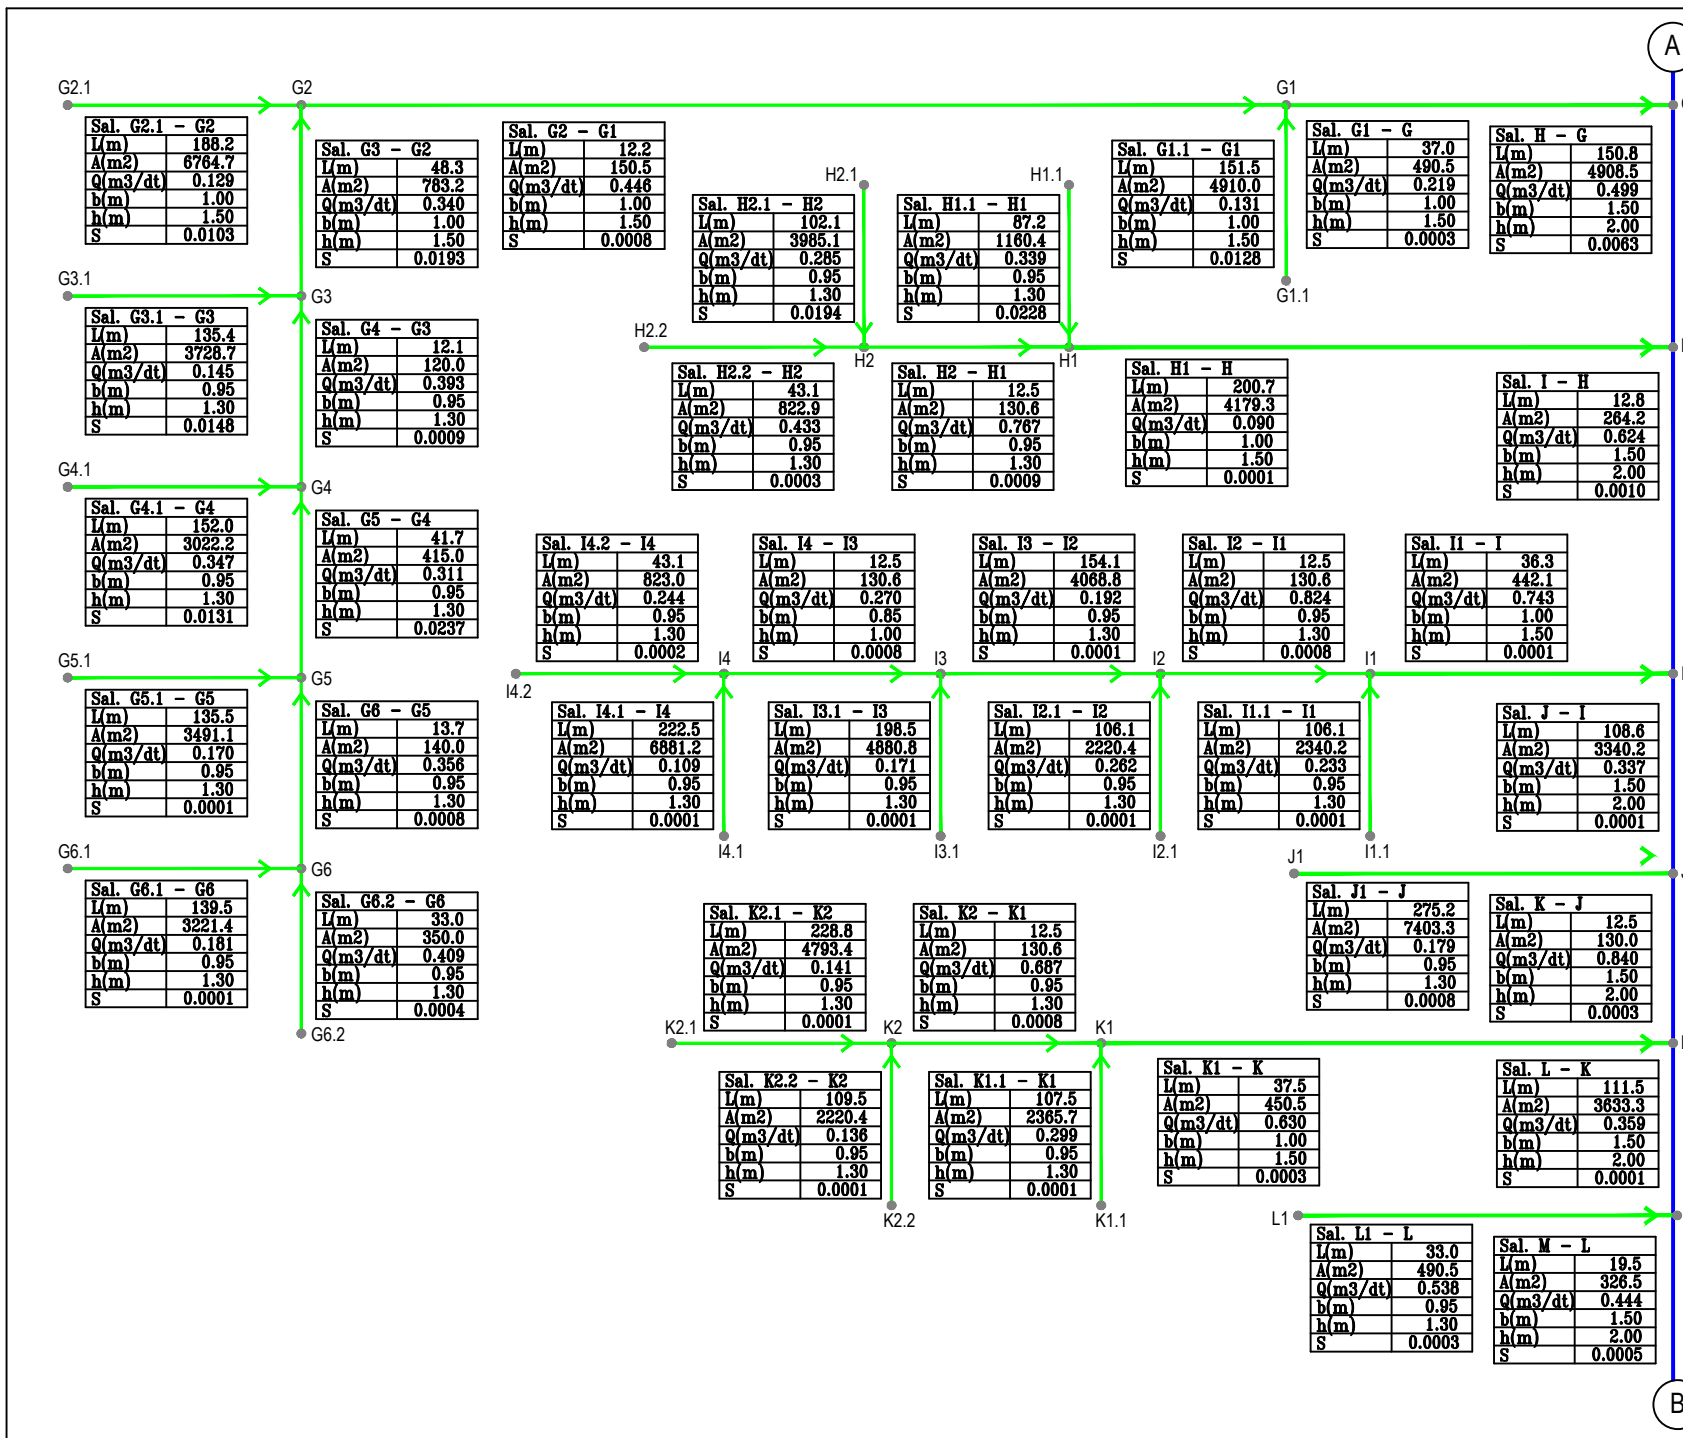 A
G2.1
G2
G1
Sal. G2.1 - G2
L(m) 188.2
A(m2) 6764.7
Q(m3/dt) 0.129
b(m) 1.00
h(m) 1.50
S 0.0103
Sal. G3 - G2
L(m) 48.3
A(m2) 783.2
Q(m3/dt) 0.340
b(m) 1.00
h(m) 1.50
S 0.0193
Sal. G2 - G1
L(m) 12.2
A(m2) 150.5
Q(m3/dt) 0.446
b(m) 1.00
h(m) 1.50
S 0.0008
H2.1
Sal. H2.1 - H2
L(m) 102.1
A(m2) 3985.1
Q(m3/dt) 0.285
b(m) 0.95
h(m) 1.30
S 0.0194
H1.1
Sal. H1.1 - H1
L(m) 87.2
A(m2) 1160.4
Q(m3/dt) 0.339
b(m) 0.95
h(m) 1.30
S 0.0228
Sal. G1.1 - G1
L(m) 151.5
A(m2) 4910.0
Q(m3/dt) 0.131
b(m) 1.00
h(m) 1.50
S 0.0128
G1.1
Sal. G1 - G
L(m) 37.0
A(m2) 490.5
Q(m3/dt) 0.219
b(m) 1.00
h(m) 1.50
S 0.0003
Sal. H - G
L(m) 150.8
A(m2) 4908.5
Q(m3/dt) 0.499
b(m) 1.50
h(m) 2.00
S 0.0063
G3.1
G3
Sal. G3.1 - G3
L(m) 135.4
A(m2) 3728.7
Q(m3/dt) 0.145
b(m) 0.95
h(m) 1.30
S 0.0148
Sal. G4 - G3
L(m) 12.1
A(m2) 120.0
Q(m3/dt) 0.393
b(m) 0.95
h(m) 1.30
S 0.0009
H2.2
H2
H1
Sal. H2.2 - H2
L(m) 43.1
A(m2) 822.9
Q(m3/dt) 0.433
b(m) 0.95
h(m) 1.30
S 0.0003
Sal. H2 - H1
L(m) 12.5
A(m2) 130.6
Q(m3/dt) 0.767
b(m) 0.95
h(m) 1.30
S 0.0009
Sal. H1 - H
L(m) 200.7
A(m2) 4179.3
Q(m3/dt) 0.090
b(m) 1.00
h(m) 1.50
S 0.0001
Sal. I - H
L(m) 12.8
A(m2) 264.2
Q(m3/dt) 0.624
b(m) 1.50
h(m) 2.00
S 0.0010
G4.1
G4
Sal. G4.1 - G4
L(m) 152.0
A(m2) 3022.2
Q(m3/dt) 0.347
b(m) 0.95
h(m) 1.30
S 0.0131
Sal. G5 - G4
L(m) 41.7
A(m2) 415.0
Q(m3/dt) 0.311
b(m) 0.95
h(m) 1.30
S 0.0237
Sal. I4.2 - I4
L(m) 43.1
A(m2) 823.0
Q(m3/dt) 0.244
b(m) 0.95
h(m) 1.30
S 0.0002
Sal. I4 - I3
L(m) 12.5
A(m2) 130.6
Q(m3/dt) 0.270
b(m) 0.85
h(m) 1.00
S 0.0008
Sal. I3 - I2
L(m) 154.1
A(m2) 4068.8
Q(m3/dt) 0.192
b(m) 0.95
h(m) 1.30
S 0.0001
Sal. I2 - I1
L(m) 12.5
A(m2) 130.6
Q(m3/dt) 0.824
b(m) 0.95
h(m) 1.30
S 0.0008
Sal. I1 - I
L(m) 36.3
A(m2) 442.1
Q(m3/dt) 0.743
b(m) 1.00
h(m) 1.50
S 0.0001
G5.1
G5
I4.2
I4
I3
I2
I1
Sal. G5.1 - G5
L(m) 135.5
A(m2) 3491.1
Q(m3/dt) 0.170
b(m) 0.95
h(m) 1.30
S 0.0001
Sal. G6 - G5
L(m) 13.7
A(m2) 140.0
Q(m3/dt) 0.356
b(m) 0.95
h(m) 1.30
S 0.0008
Sal. I4.1 - I4
L(m) 222.5
A(m2) 6881.2
Q(m3/dt) 0.109
b(m) 0.95
h(m) 1.30
S 0.0001
Sal. I3.1 - I3
L(m) 198.5
A(m2) 4880.8
Q(m3/dt) 0.171
b(m) 0.95
h(m) 1.30
S 0.0001
Sal. I2.1 - I2
L(m) 106.1
A(m2) 2220.4
Q(m3/dt) 0.262
b(m) 0.95
h(m) 1.30
S 0.0001
Sal. I1.1 - I1
L(m) 106.1
A(m2) 2340.2
Q(m3/dt) 0.233
b(m) 0.95
h(m) 1.30
S 0.0001
Sal. J - I
L(m) 108.6
A(m2) 3340.2
Q(m3/dt) 0.337
b(m) 1.50
h(m) 2.00
S 0.0001
I4.1
I3.1
I2.1
I1.1
G6.1
G6
J1
Sal. G6.1 - G6
L(m) 139.5
A(m2) 3221.4
Q(m3/dt) 0.181
b(m) 0.95
h(m) 1.30
S 0.0001
Sal. G6.2 - G6
L(m) 33.0
A(m2) 350.0
Q(m3/dt) 0.409
b(m) 0.95
h(m) 1.30
S 0.0004
G6.2
Sal. K2.1 - K2
L(m) 228.8
A(m2) 4793.4
Q(m3/dt) 0.141
b(m) 0.95
h(m) 1.30
S 0.0001
Sal. K2 - K1
L(m) 12.5
A(m2) 130.6
Q(m3/dt) 0.687
b(m) 0.95
h(m) 1.30
S 0.0008
Sal. J1 - J
L(m) 275.2
A(m2) 7403.3
Q(m3/dt) 0.179
b(m) 0.95
h(m) 1.30
S 0.0008
Sal. K - J
L(m) 12.5
A(m2) 130.0
Q(m3/dt) 0.840
b(m) 1.50
h(m) 2.00
S 0.0003
K2.1
K2
K1
Sal. K2.2 - K2
L(m) 109.5
A(m2) 2220.4
Q(m3/dt) 0.136
b(m) 0.95
h(m) 1.30
S 0.0001
Sal. K1.1 - K1
L(m) 107.5
A(m2) 2365.7
Q(m3/dt) 0.299
b(m) 0.95
h(m) 1.30
S 0.0001
Sal. K1 - K
L(m) 37.5
A(m2) 450.5
Q(m3/dt) 0.630
b(m) 1.00
h(m) 1.50
S 0.0003
Sal. L - K
L(m) 111.5
A(m2) 3633.3
Q(m3/dt) 0.359
b(m) 1.50
h(m) 2.00
S 0.0001
K2.2
K1.1
L1
Sal. L1 - L
L(m) 33.0
A(m2) 490.5
Q(m3/dt) 0.538
b(m) 0.95
h(m) 1.30
S 0.0003
Sal. M - L
L(m) 19.5
A(m2) 326.5
Q(m3/dt) 0.444
b(m) 1.50
h(m) 2.00
S 0.0005
B